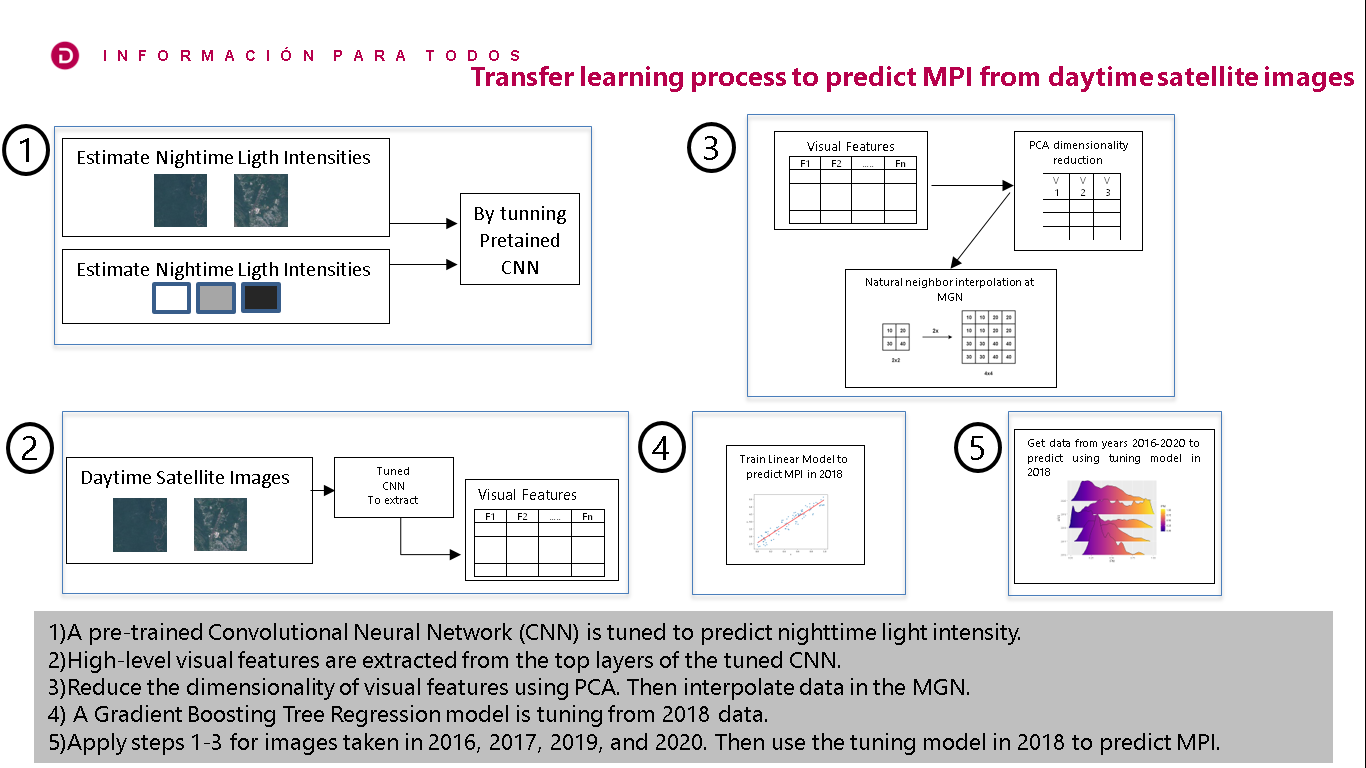 INFORMACIÓN PARA TODOS
Transfer learning process to predict MPI from daytime satellite images
1
Estimate Nightime Ligth Intensities
Estimate Nightime Ligth Intensities
By tunning
Pretained
CNN
3
Visual Features
F1 F2 ..... Fn
PCA dimensionality
reduction
V V V
1 2 3
Natural neighbor interpolation at
MGN
10 20
30 40
2x2
2x
10 10 20 20
10 10 20 20
30 30 40 40
30 30 40 40
4x4
2
Daytime Satellite Images
Tuned
CNN
To extract
Visual Features
F1 F2 ..... Fn
4
Train Linear Model to
predict MPI in 2018
5
Get data from years 2016-2020 to
predict using tuning model in
2018
1)A pre-trained Convolutional Neural Network (CNN) is tuned to predict nighttime light intensity.
2)High-level visual features are extracted from the top layers of the tuned CNN.
3)Reduce the dimensionality of visual features using PCA. Then interpolate data in the MGN.
4) A Gradient Boosting Tree Regression model is tuning from 2018 data.
5)Apply steps 1-3 for images taken in 2016, 2017, 2019, and 2020. Then use the tuning model in 2018 to predict MPI.